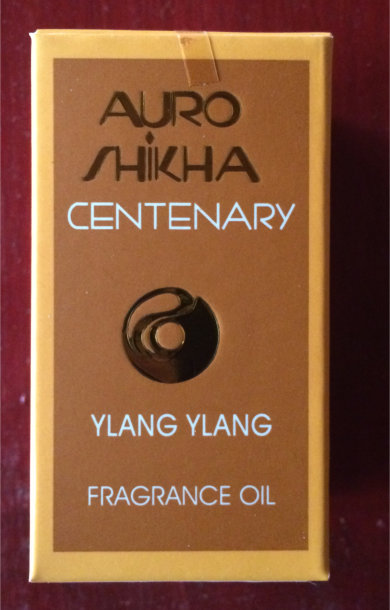 AURO
SHiKHA
CENTENARY
YLANG YLANG
FRAGRANCE OIL